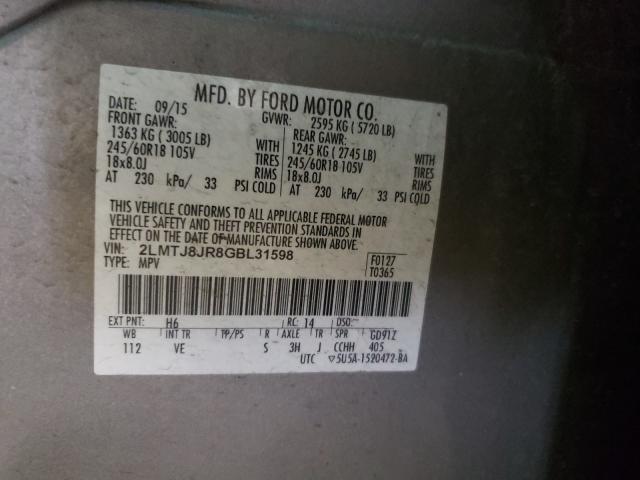 MFD. BY FORD MOTOR CO.
DATE: 09/15 GVWR: 2595 KG ( 5720 LB)
FRONT GAWR: REAR GAWR:
1363 KG ( 3005 LB) WITH 1245 KG ( 2745 LB) WITH
245/60R18 105V TIRES 245/60R18 105V TIRES
18x8.0J RIMS 18x8.0J RIMS
AT 230 kPa/ 33 PSI COLD AT 230 kPa/ 33 PSI COLD
THIS VEHICLE CONFORMS TO ALL APPLICABLE FEDERAL MOTOR
VEHICLE SAFETY AND THEFT PREVENTION STANDARDS IN
EFFECT ON THE DATE OF MANUFACTURE SHOWN ABOVE.
VIN: 2LMTJ8JR8GBL31598 F0127
TYPE: MPV T0365
EXT PNT: H6 RC: 14 DSO:
WB INT TR TP/PS R AXLE TR SPR GD91Z
112 VE S 3H J CCHH 405
UTC ▽5U5A-1520472-BA